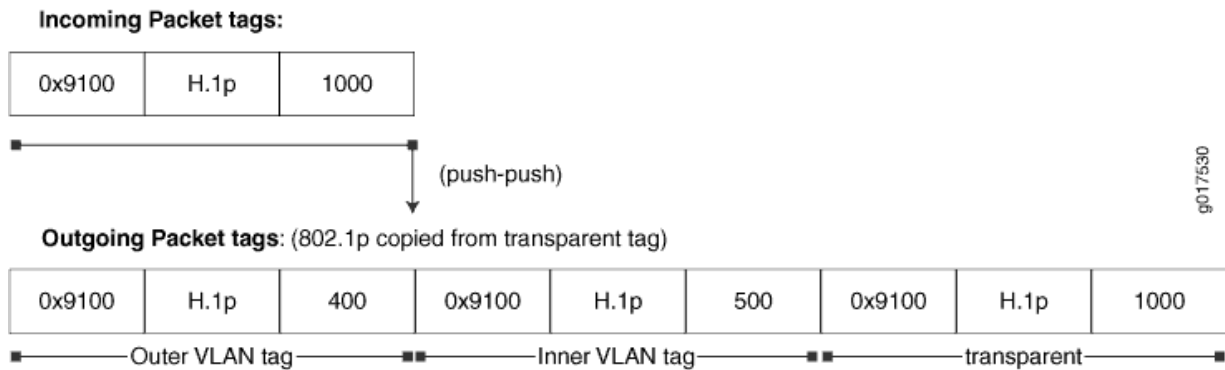 Incoming Packet tags:
0x9100 H.1p 1000
(push-push)
g017530
Outgoing Packet tags: (802.1p copied from transparent tag)
0x9100 H.1p 400 0x9100 H.1p 500 0x9100 H.1p 1000
Outer VLAN tag Inner VLAN tag transparent